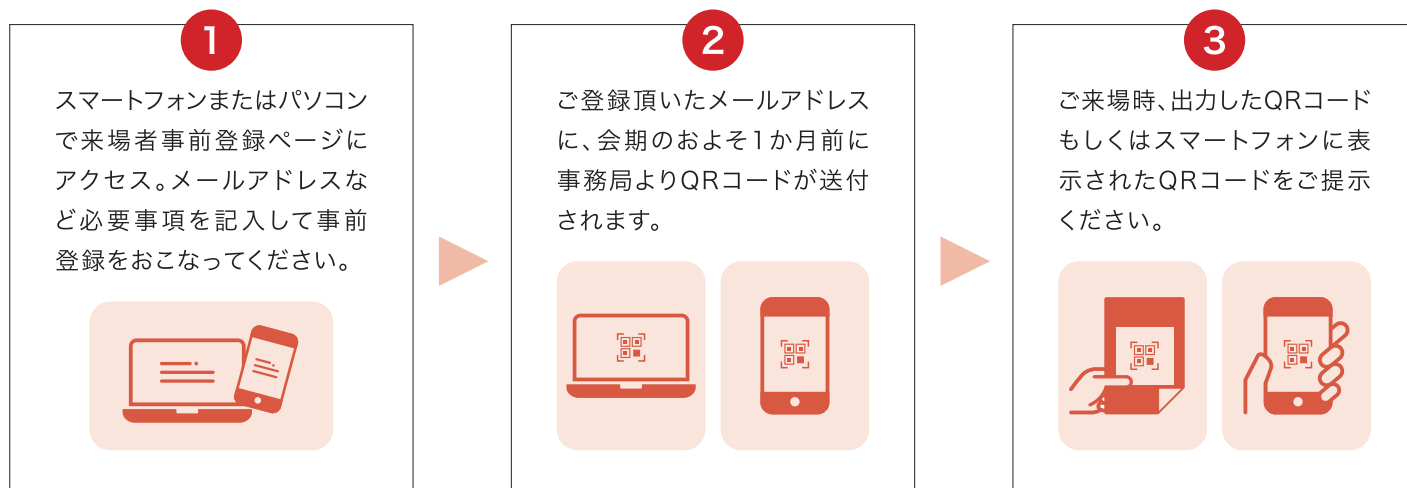 1
スマートフォンまたはパソコン
で来場者事前登録ページに
アクセス。メールアドレスな
ど必要事項を記入して事前
登録をおこなってください。
2
ご登録頂いたメールアドレス
に、会期のおよそ1か月前に
事務局よりQRコードが送付
されます。
3
ご来場時、出力したQRコード
もしくはスマートフォンに表
示されたQRコードをご提示
ください。